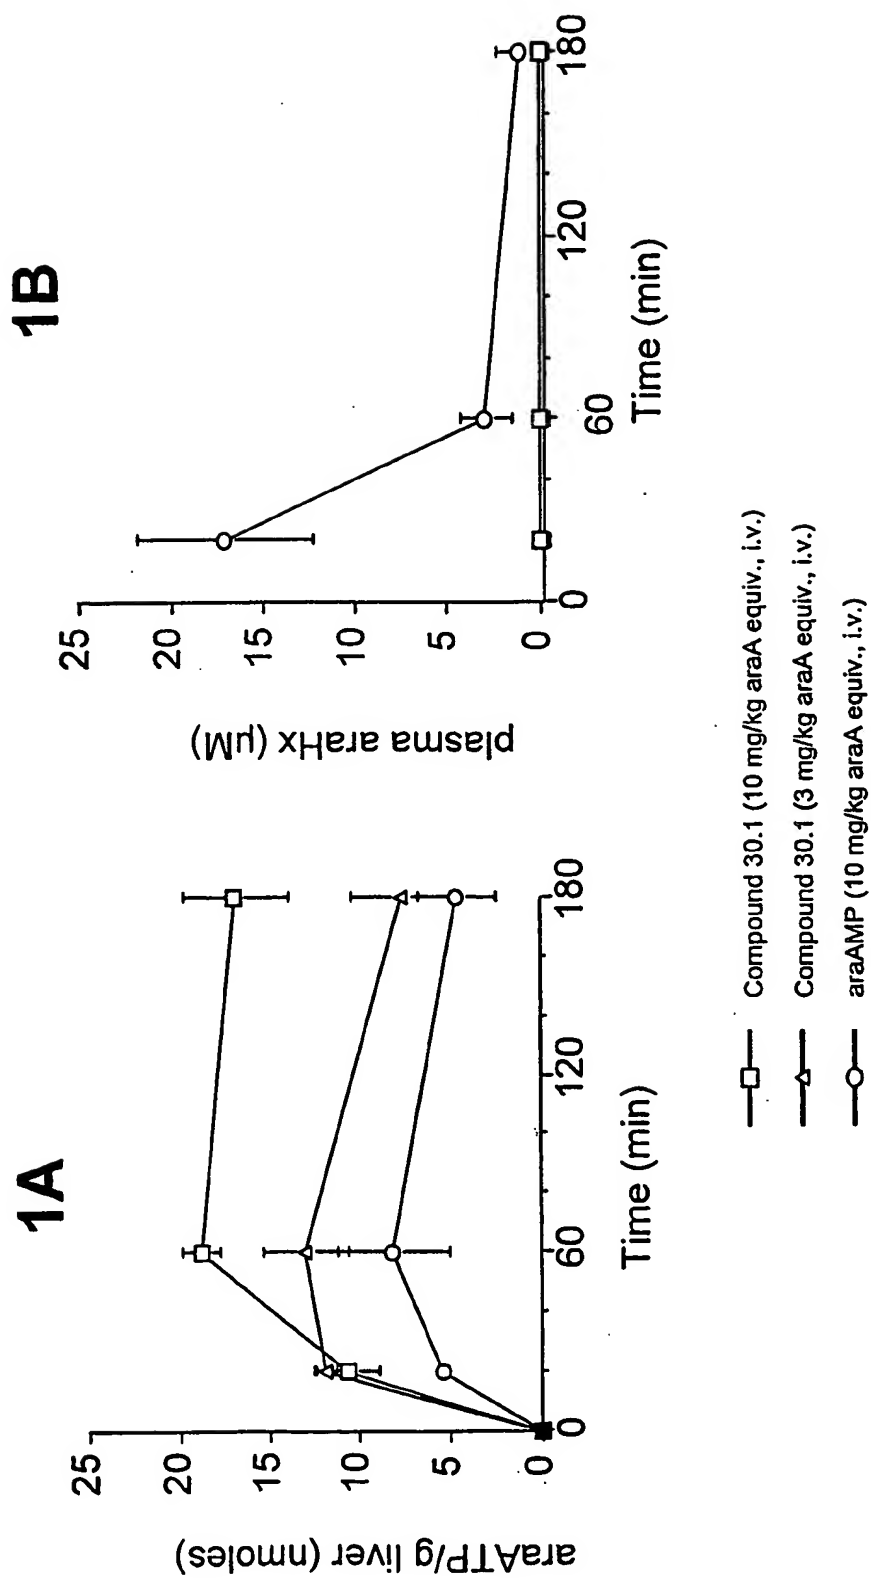 1A
araATP/g liver (nmoles)
25
20
15
10
5
0
0
60
120
180
Time (min)
1B
plasma araHx (µM)
25
20
15
10
5
0
0
60
120
180
Time (min)
Compound 30.1 (10 mg/kg araA equiv., i.v.)
Compound 30.1 (3 mg/kg araA equiv., i.v.)
araAMP (10 mg/kg araA equiv., i.v.)